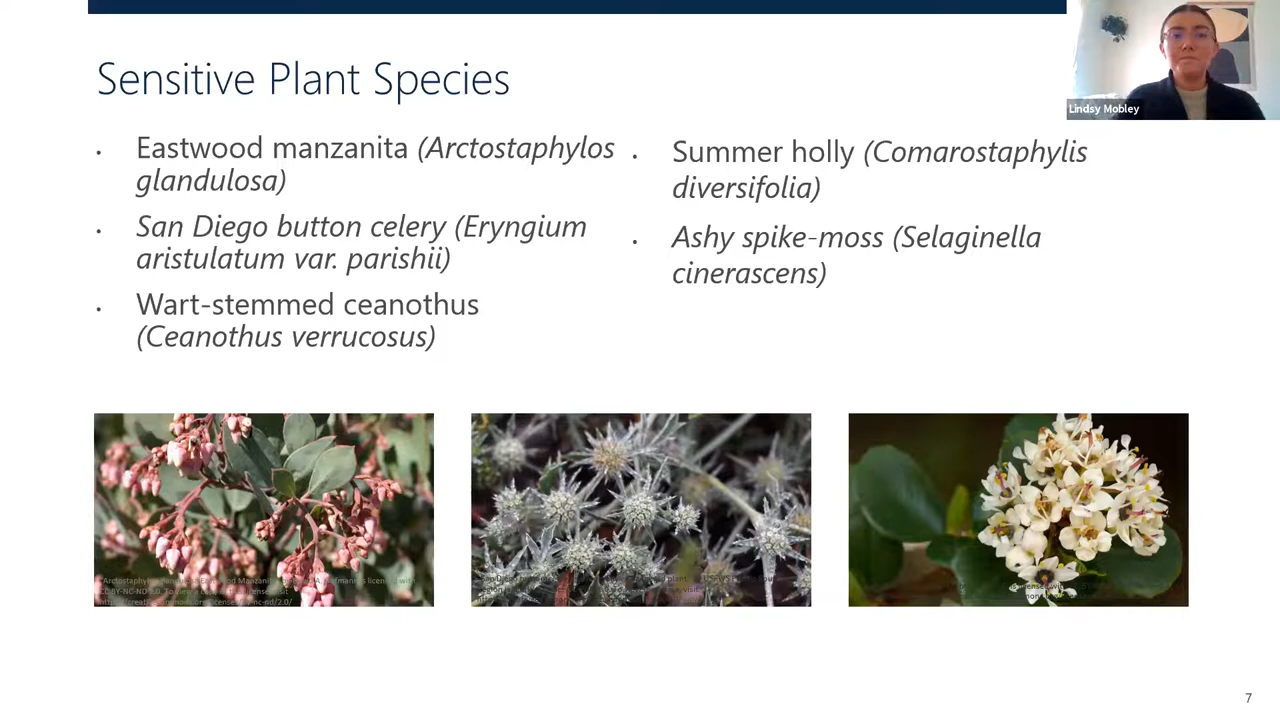 Sensitive Plant Species
Lindsy Mobley
• Eastwood manzanita (Arctostaphylos
glandulosa)
• San Diego button celery (Eryngium
aristulatum var. parishii)
• Wart-stemmed ceanothus
(Ceanothus verrucosus)
• Summer holly (Comarostaphylis
diversifolia)
• Ashy spike-moss (Selaginella
cinerascens)
7